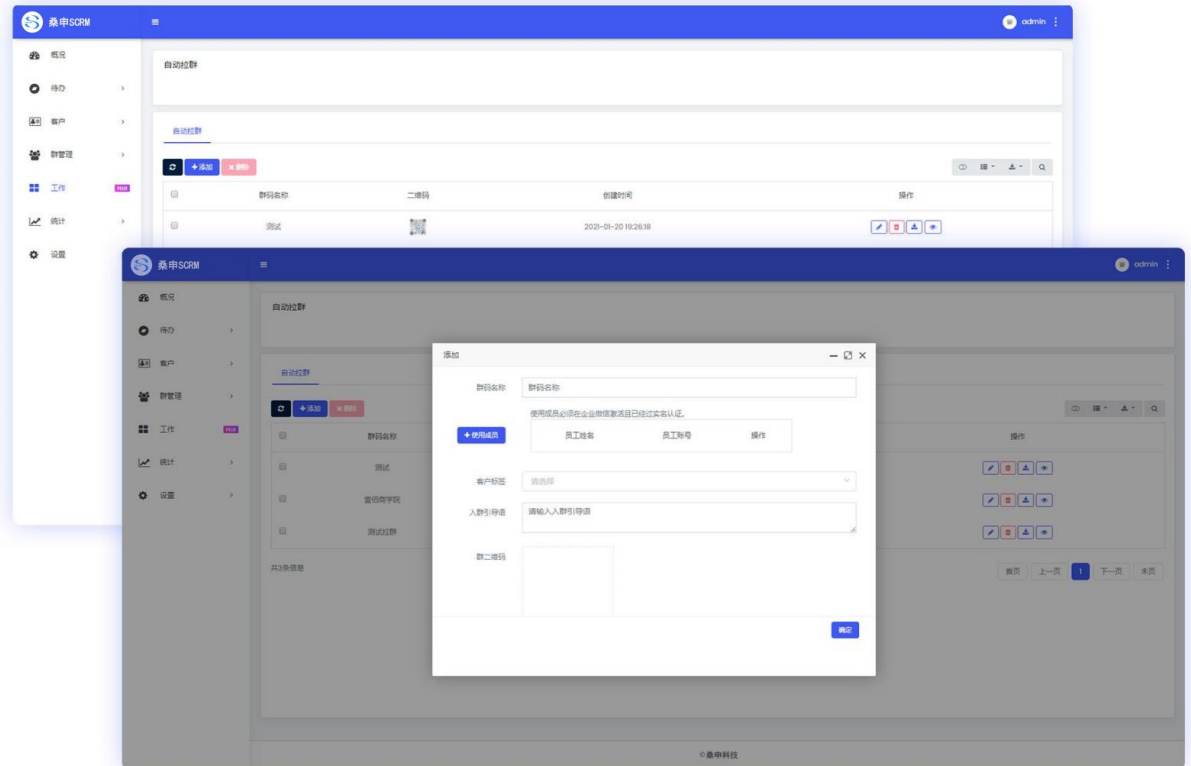 桑申SCRM
admin
概况
待办
客户
群管理
工作 Hot
统计
设置
自动拉群
自动拉群
+添加 ×删除
群码名称 二维码 创建时间 操作
测试 2021-01-20 19:26:18
桑申SCRM
admin
概况
待办
客户
群管理
工作 Hot
统计
设置
自动拉群
自动拉群
+添加 ×删除
群码名称 操作
测试
壹佰商学院
测试拉群
共3条信息
首页 上一页 1 下一页 末页
添加
群码名称 群码名称
使用成员必须在企业微信激活且已经过实名认证。
+使用成员 员工姓名 员工账号 操作
客户标签 请选择
入群引导语 请输入入群引导语
群二维码
确定
©桑申科技